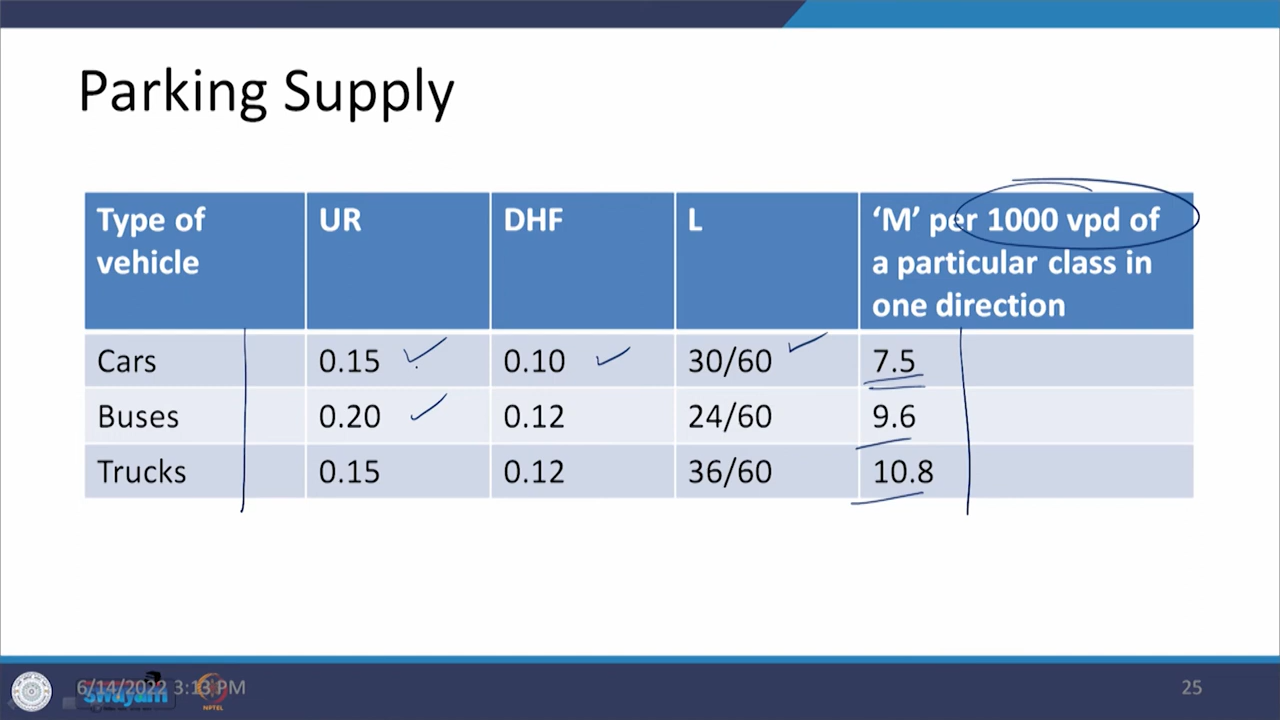 Parking Supply
Type of vehicle UR DHF L ‘M’ per 1000 vpd of a particular class in one direction
Cars 0.15 0.10 30/60 7.5
Buses 0.20 0.12 24/60 9.6
Trucks 0.15 0.12 36/60 10.8
6/14/2022 3:13 PM
swayam
NPTEL
25